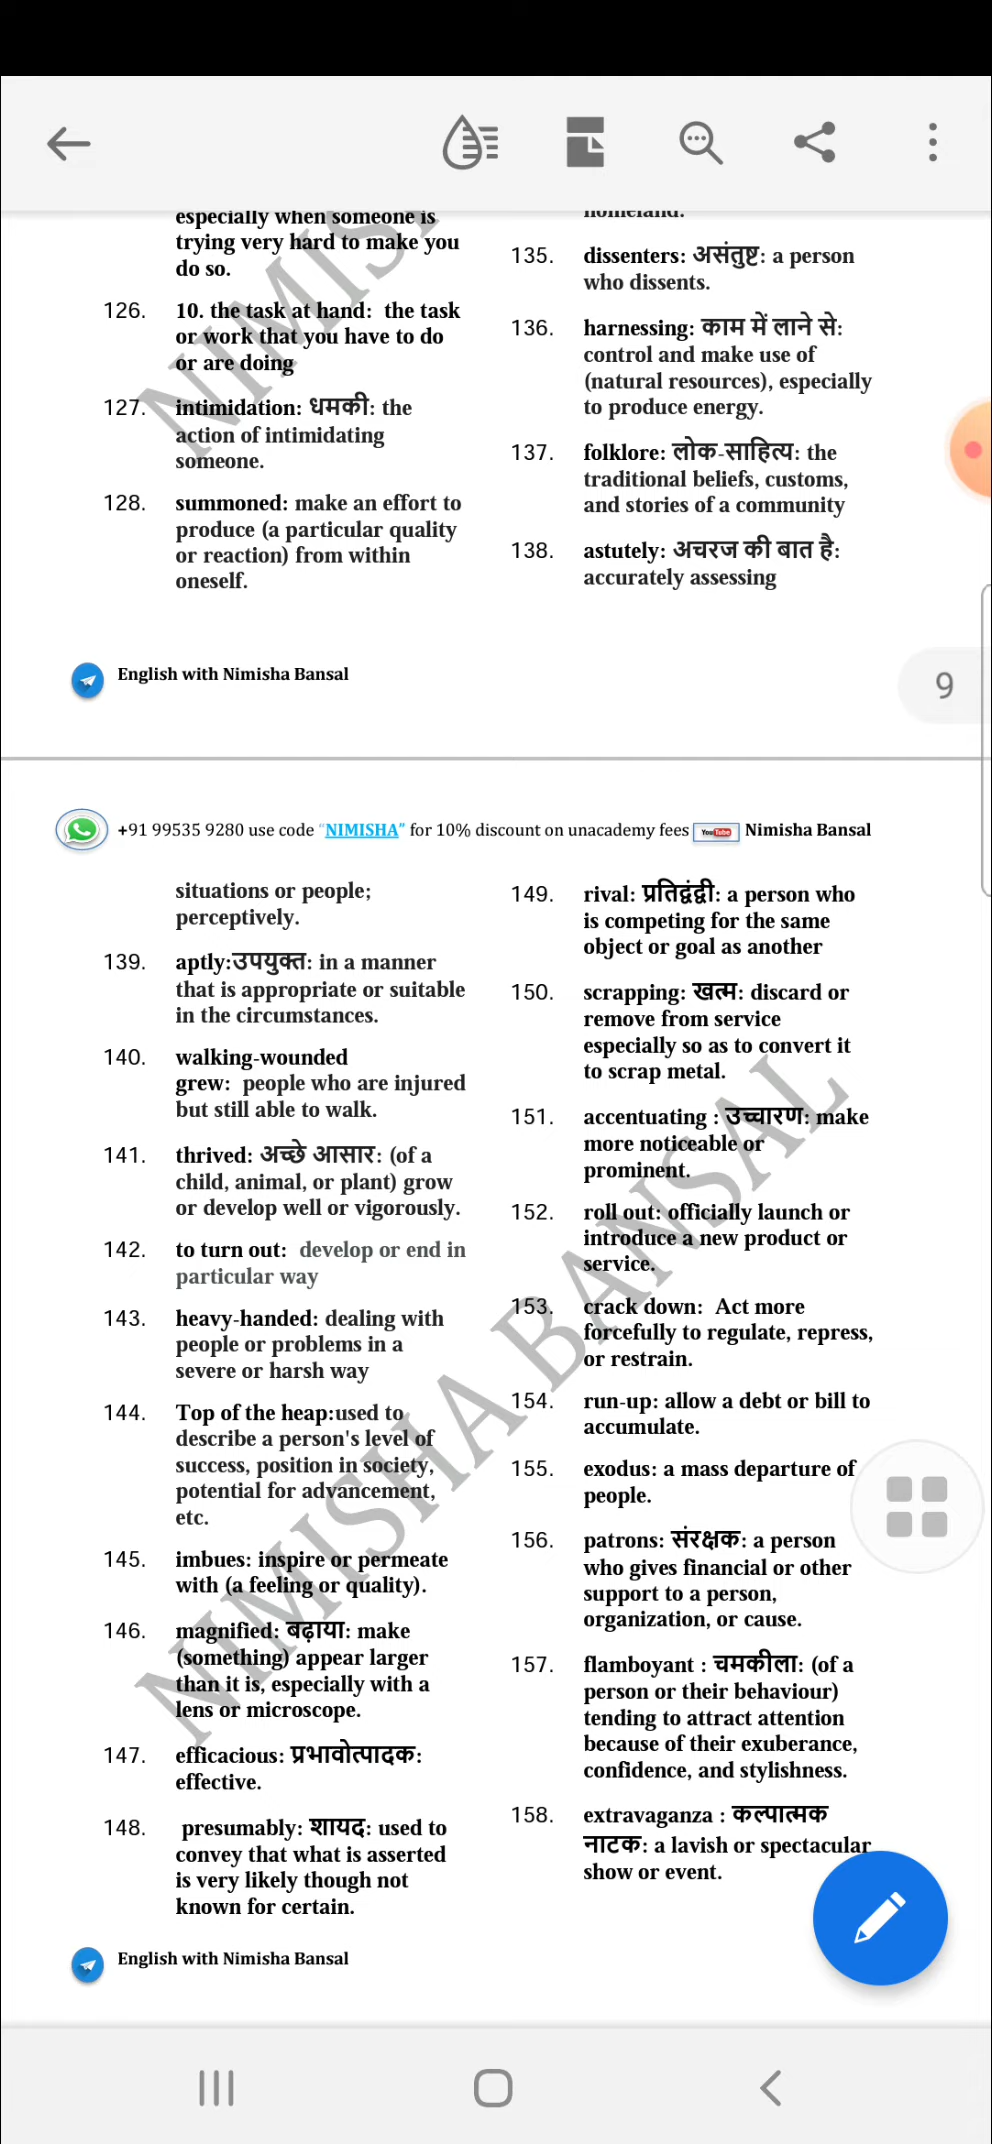 especially when someone is
trying very hard to make you
do so.
126. 10. the task at hand: the task
or work that you have to do
or are doing
127. intimidation: धमकी: the
action of intimidating
someone.
128. summoned: make an effort to
produce (a particular quality
or reaction) from within
oneself.
homeland.
135. dissenters: असंतुष्ट: a person
who dissents.
136. harnessing: काम में लाने से:
control and make use of
(natural resources), especially
to produce energy.
137. folklore: लोक-साहित्य: the
traditional beliefs, customs,
and stories of a community
138. astutely: अचरज की बात है:
accurately assessing
English with Nimisha Bansal
9
+91 99535 9280 use code "NIMISHA" for 10% discount on unacademy fees YouTube Nimisha Bansal
situations or people;
perceptively.
139. aptly:उपयुक्त: in a manner
that is appropriate or suitable
in the circumstances.
140. walking-wounded
grew: people who are injured
but still able to walk.
141. thrived: अच्छे आसार: (of a
child, animal, or plant) grow
or develop well or vigorously.
142. to turn out: develop or end in
particular way
143. heavy-handed: dealing with
people or problems in a
severe or harsh way
144. Top of the heap:used to
describe a person's level of
success, position in society,
potential for advancement,
etc.
145. imbues: inspire or permeate
with (a feeling or quality).
146. magnified: बढ़ाया: make
(something) appear larger
than it is, especially with a
lens or microscope.
147. efficacious: प्रभावोत्पादक:
effective.
148. presumably: शायद: used to
convey that what is asserted
is very likely though not
known for certain.
149. rival: प्रतिद्वंद्वी: a person who
is competing for the same
object or goal as another
150. scrapping: खत्म: discard or
remove from service
especially so as to convert it
to scrap metal.
151. accentuating : उच्चारण: make
more noticeable or
prominent.
152. roll out: officially launch or
introduce a new product or
service.
153. crack down: Act more
forcefully to regulate, repress,
or restrain.
154. run-up: allow a debt or bill to
accumulate.
155. exodus: a mass departure of
people.
156. patrons: संरक्षक: a person
who gives financial or other
support to a person,
organization, or cause.
157. flamboyant : चमकीला: (of a
person or their behaviour)
tending to attract attention
because of their exuberance,
confidence, and stylishness.
158. extravaganza : कल्पात्मक
नाटक: a lavish or spectacular
show or event.
NIMISHA BANSAL
English with Nimisha Bansal